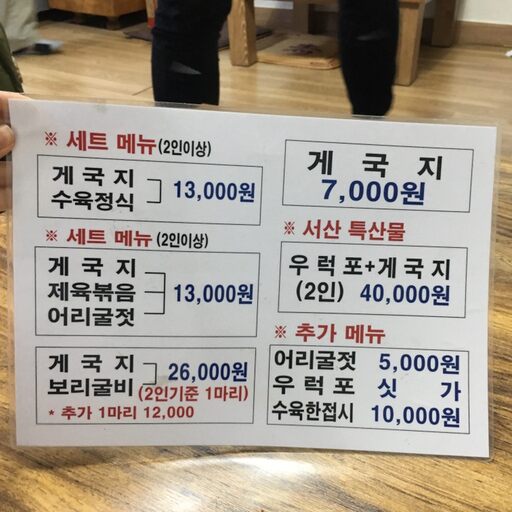 ※ 세트 메뉴(2인이상)
게국지
수육정식
13,000원
※ 세트 메뉴(2인이상)
게국지
제육볶음
어리굴젓
13,000원
게국지
보리굴비
26,000원
(2인기준 1마리)
* 추가 1마리 12,000
게 국 지
7,000원
※ 서산 특산물
우럭포+게국지
(2인) 40,000원
※ 추가 메뉴
어리굴젓 5,000원
우럭포 싯가
수육한접시 10,000원